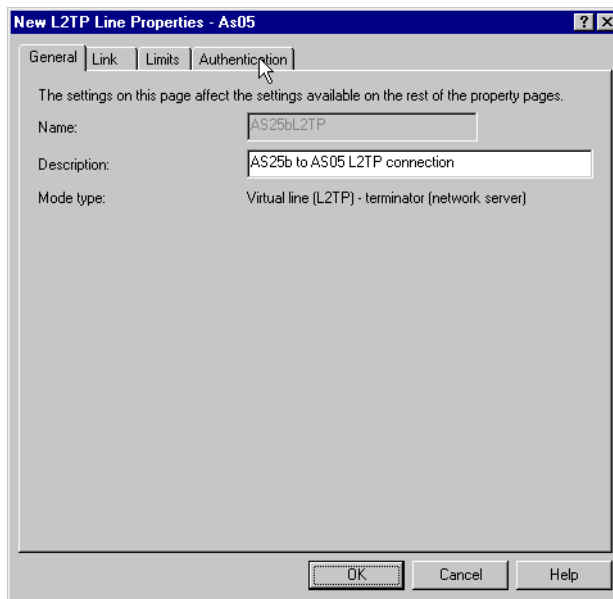 New L2TP Line Properties - As05
General Link Limits Authentication
The settings on this page affect the settings available on the rest of the property pages.
Name: AS25bL2TP
Description: AS25b to AS05 L2TP connection
Mode type: Virtual line (L2TP) - terminator (network server)
OK Cancel Help